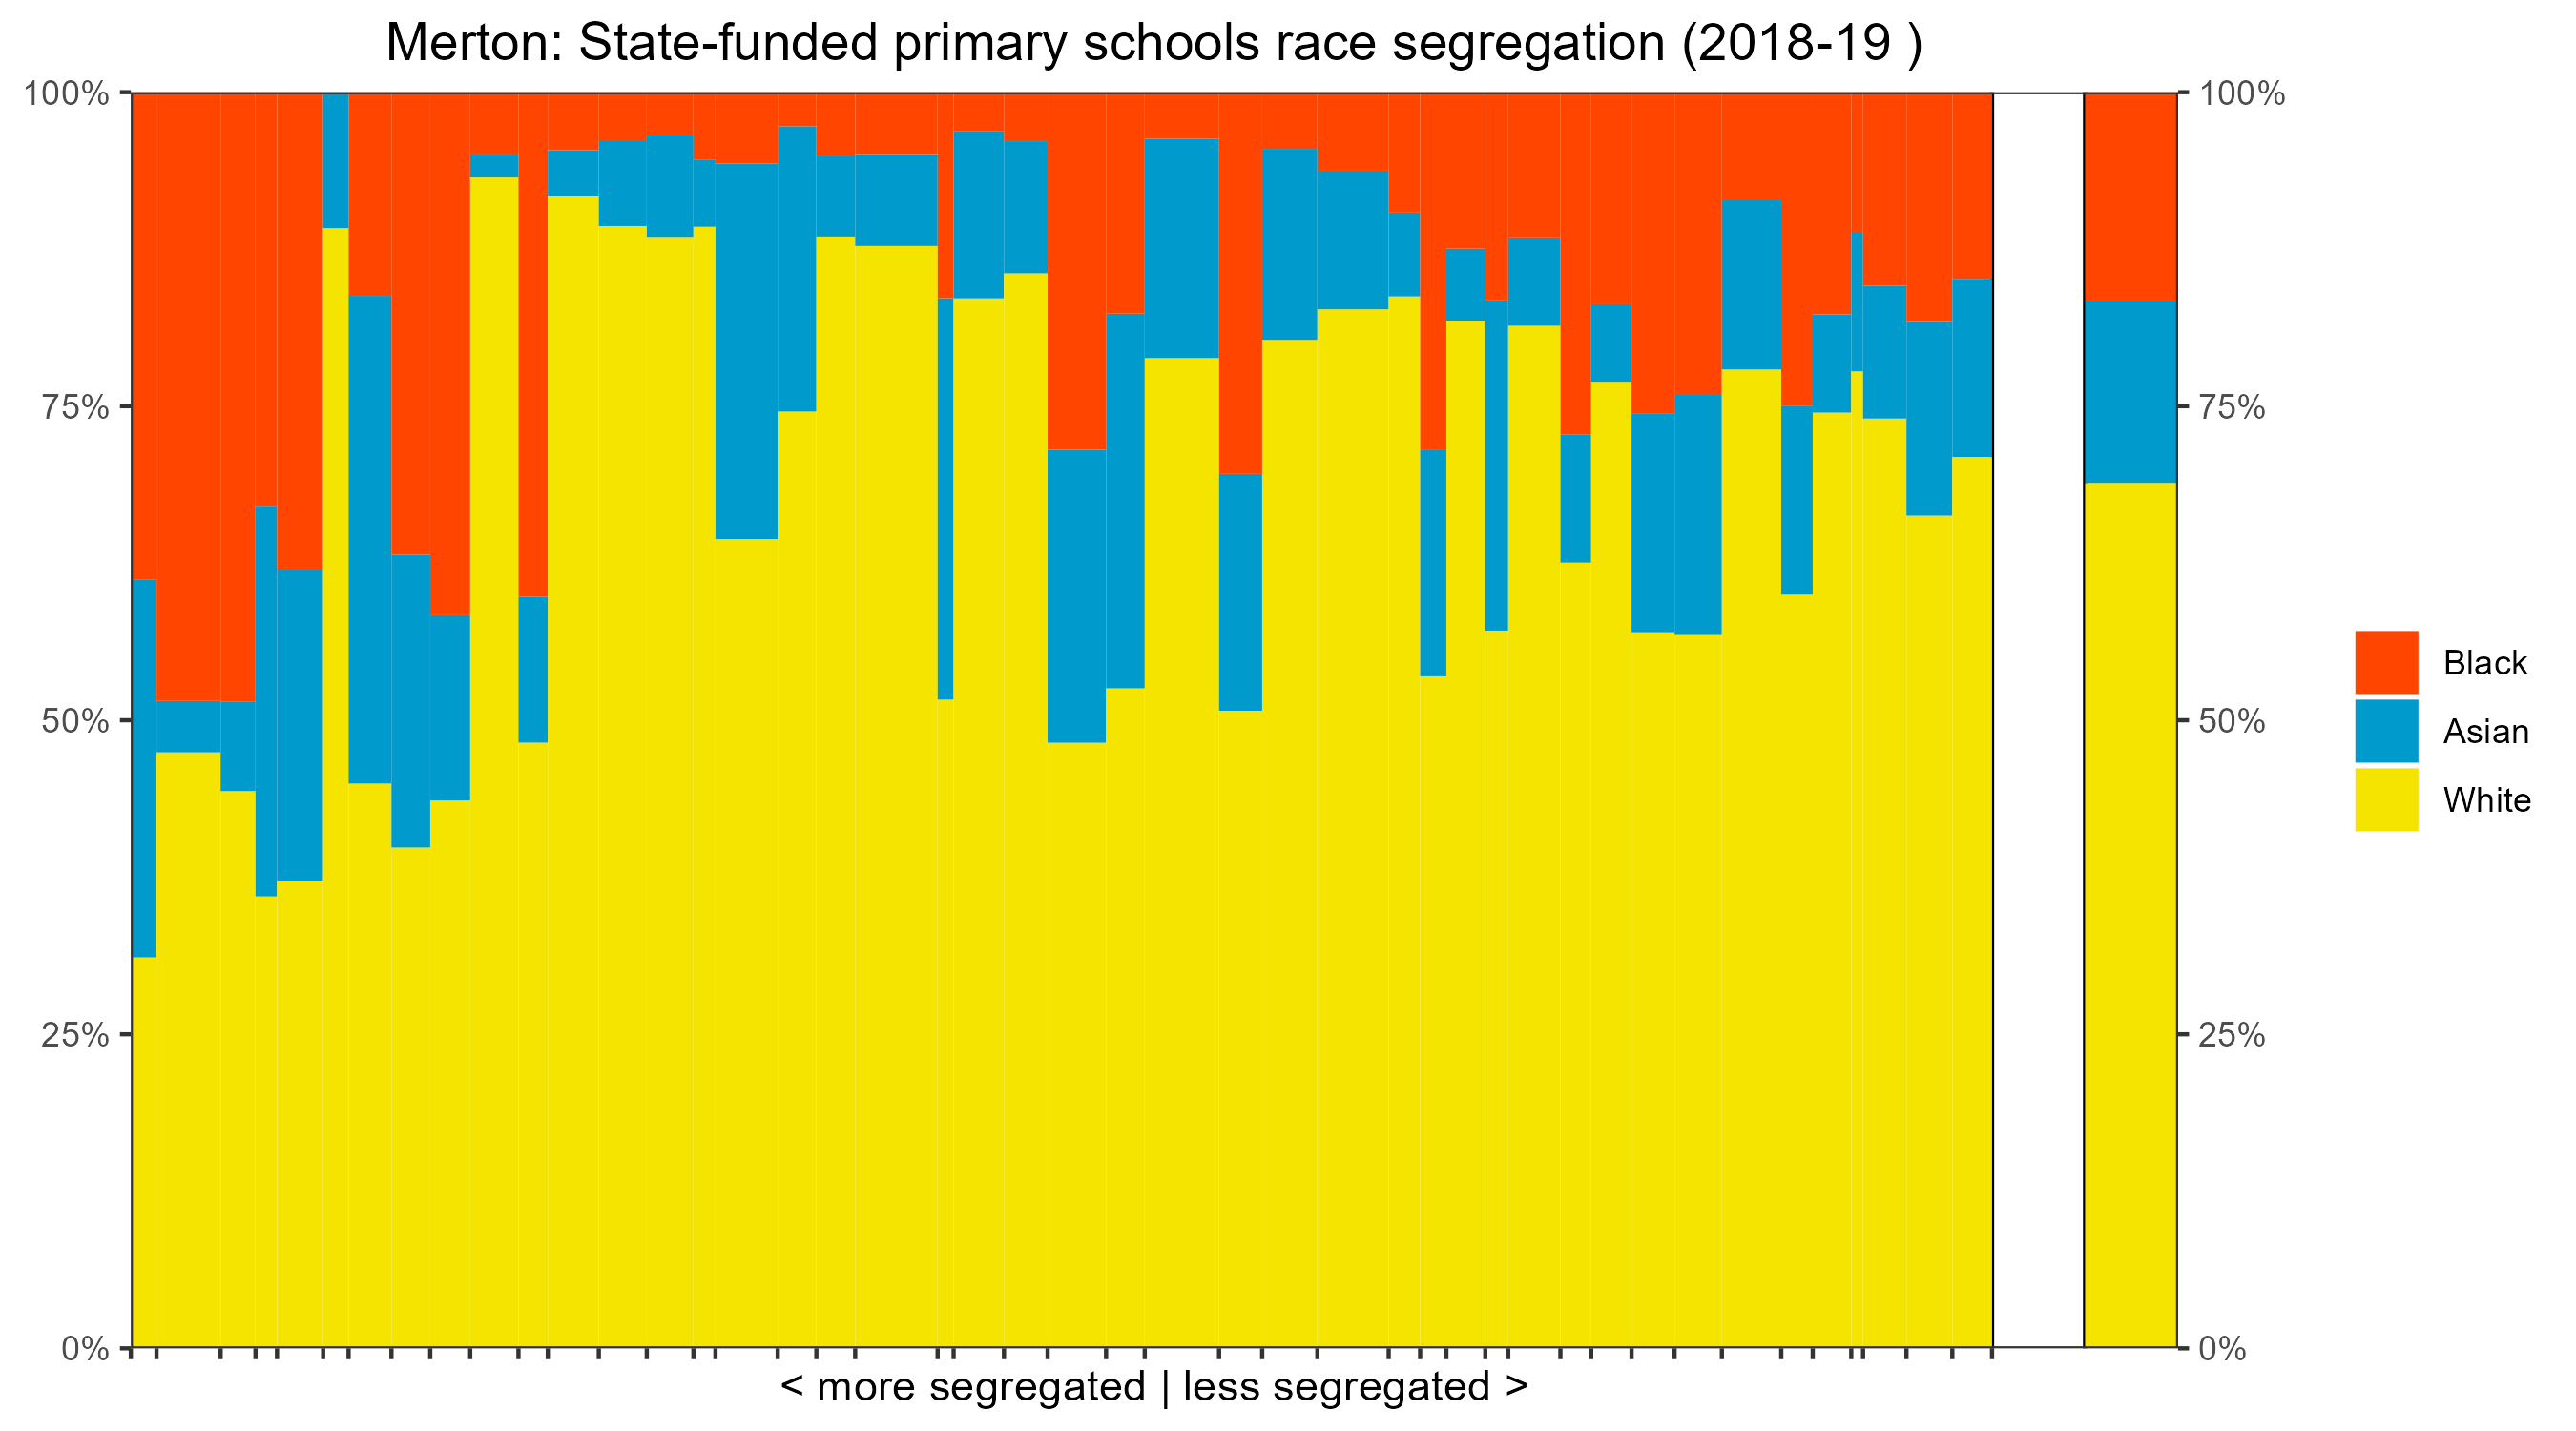 Merton: State-funded primary schools race segregation (2018-19 )
100%
75%
50%
25%
0%
100%
75%
50%
25%
0%
Black
Asian
White
< more segregated | less segregated >